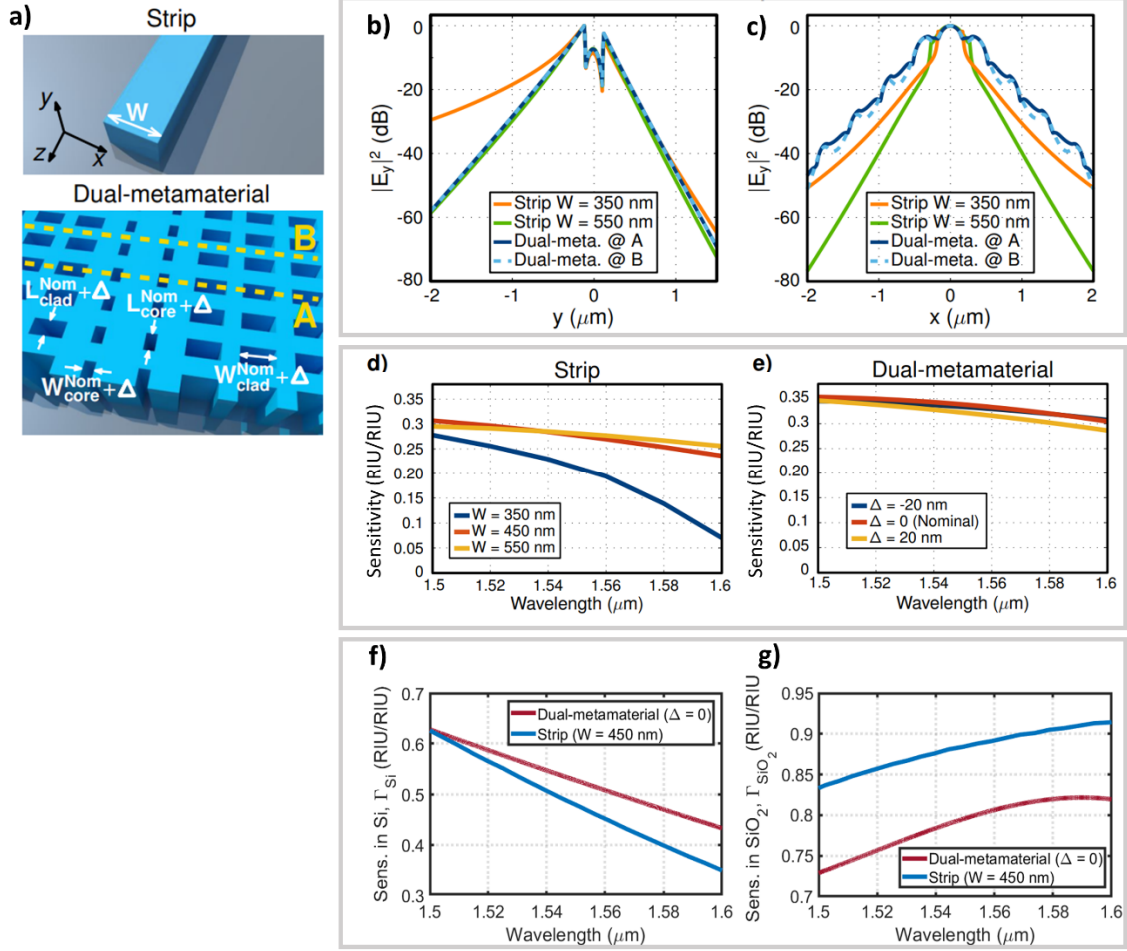 a)
Strip
y
z
x
W
Dual-metamaterial
B
A
L^Nom_clad + Δ
L^Nom_core + Δ
W^Nom_core + Δ
W^Nom_clad + Δ
b)
|E_y|² (dB)
0
-20
-40
-60
-80
Strip W = 350 nm
Strip W = 550 nm
Dual-meta. @ A
Dual-meta. @ B
-2 -1 0 1
y (μm)
c)
|E_y|² (dB)
0
-20
-40
-60
-80
Strip W = 350 nm
Strip W = 550 nm
Dual-meta. @ A
Dual-meta. @ B
-2 -1 0 1 2
x (μm)
d)
Strip
Sensitivity (RIU/RIU)
0.35
0.3
0.25
0.20
0.15
0.1
0.05
0
W = 350 nm
W = 450 nm
W = 550 nm
1.5 1.52 1.54 1.56 1.58 1.6
Wavelength (μm)
e)
Dual-metamaterial
Sensitivity (RIU/RIU)
0.35
0.3
0.25
0.20
0.15
0.1
0.05
0
Δ = -20 nm
Δ = 0 (Nominal)
Δ = 20 nm
1.5 1.52 1.54 1.56 1.58 1.6
Wavelength (μm)
f)
Sens. in Si, Γ_Si (RIU/RIU)
0.7
0.6
0.5
0.4
0.3
Dual-metamaterial (Δ = 0)
Strip (W = 450 nm)
1.5 1.52 1.54 1.56 1.58 1.6
Wavelength (μm)
g)
Sens. in SiO₂, Γ_SiO₂ (RIU/RIU
0.95
0.9
0.85
0.8
0.75
0.7
Dual-metamaterial (Δ = 0)
Strip (W = 450 nm)
1.5 1.52 1.54 1.56 1.58 1.6
Wavelength (μm)